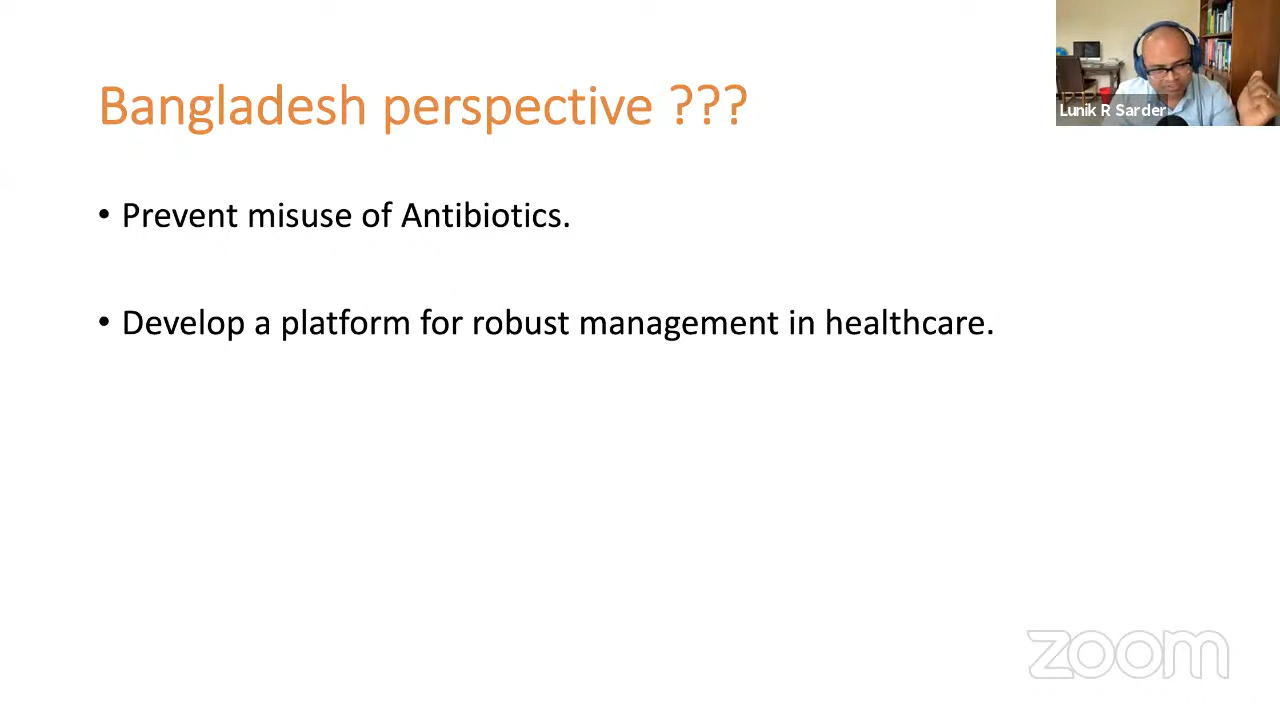 Bangladesh perspective ???
Lunik R Sarder
• Prevent misuse of Antibiotics.
• Develop a platform for robust management in healthcare.
zoom